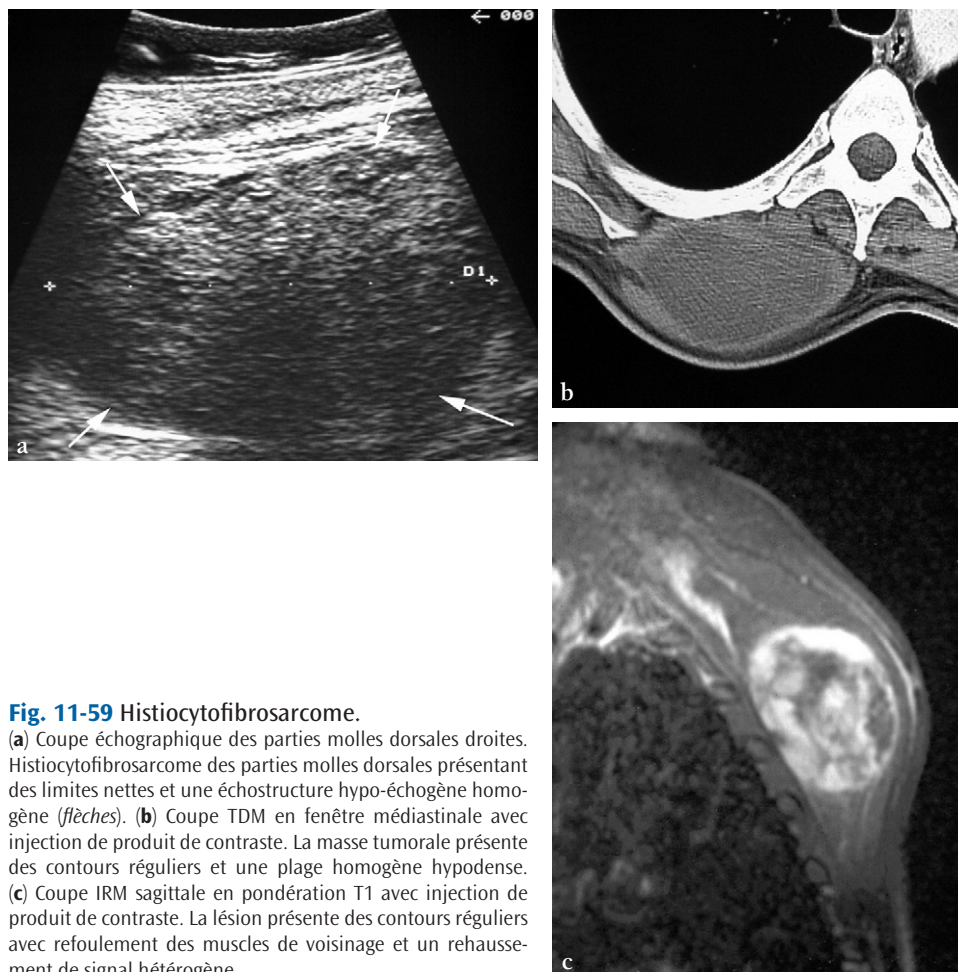 ← 000
D1
a
b
c
Fig. 11-59 Histiocytofibrosarcome.
(a) Coupe échographique des parties molles dorsales droites.
Histiocytofibrosarcome des parties molles dorsales présentant
des limites nettes et une échostructure hypo-échogène homo-
gène (flèches). (b) Coupe TDM en fenêtre médiastinale avec
injection de produit de contraste. La masse tumorale présente
des contours réguliers et une plage homogène hypodense.
(c) Coupe IRM sagittale en pondération T1 avec injection de
produit de contraste. La lésion présente des contours réguliers
avec refoulement des muscles de voisinage et un rehausse-
ment de signal hétérogène.